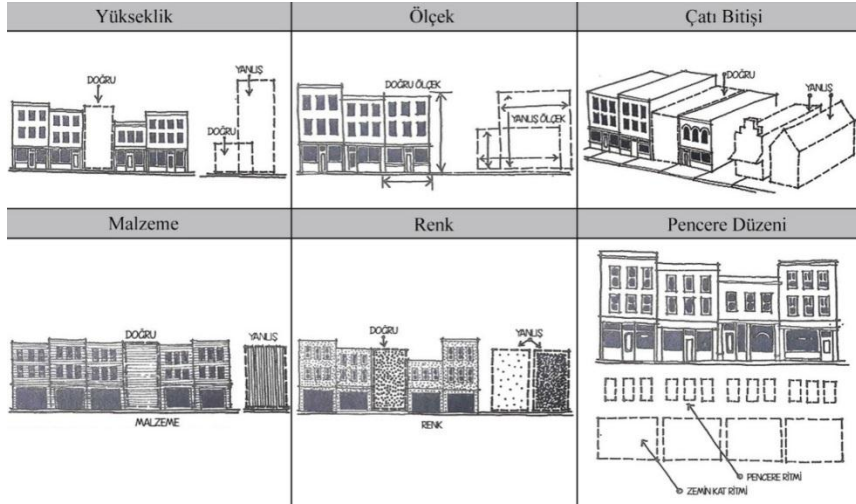 Yükseklik
Ölçek
Çatı Bitişi
DOĞRU
YANLIŞ
DOĞRU
DOĞRU ÖLÇEK
YANLIŞ ÖLÇEK
DOĞRU
YANLIŞ
Malzeme
Renk
Pencere Düzeni
DOĞRU
YANLIŞ
MALZEME
DOĞRU
YANLIŞ
RENK
PENCERE RİTMİ
ZEMİN KAT RİTMİ